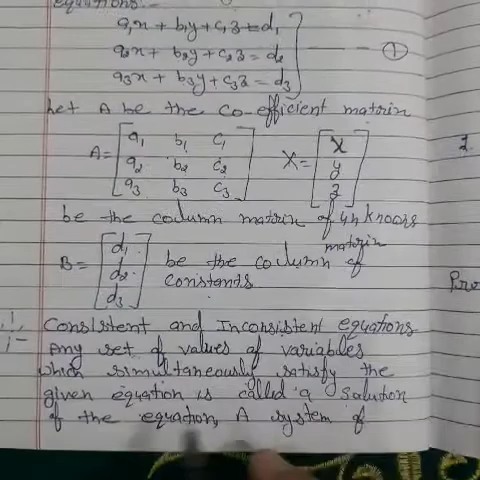 equations:-
a₁x + b₁y + c₁z = d₁
a₂x + b₂y + c₂z = d₂ ①
a₃x + b₃y + c₃z = d₃
Let A be the co-efficient matrix
A = [a₁ b₁ c₁ X = [x
a₂ b₂ c₂ y
a₃ b₃ c₃] z]
be the column matrix of unknoors
B = [d₁ be the column matrix of
d₂ constants
d₃]
Consistent and Inconsistent equations
Any set of values of variables
which simultaneously satisfy the
given equation is called a solution
of the equation, A system of
2.
Pro